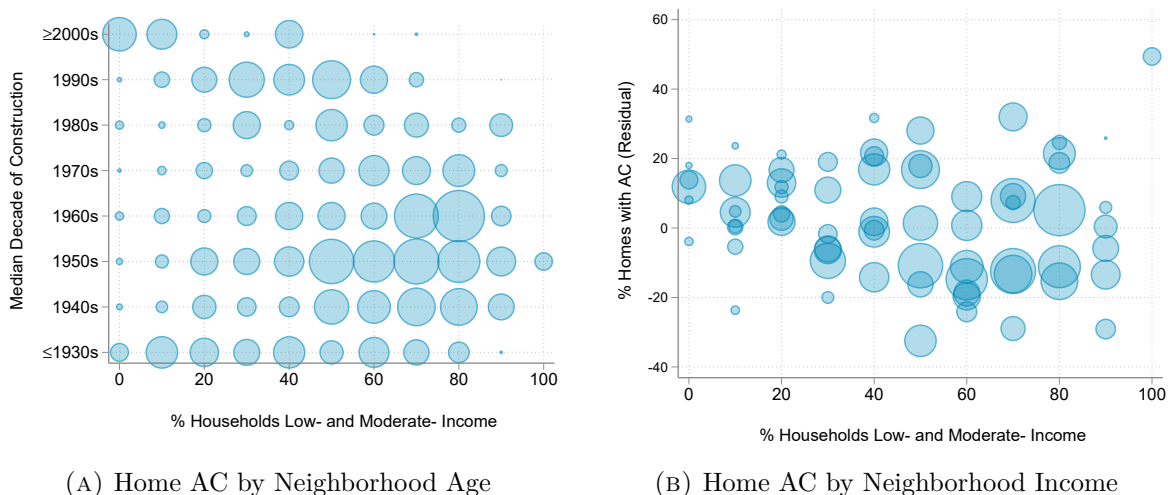 ≥2000s
1990s
1980s
1970s
1960s
1950s
1940s
≤1930s
Median Decade of Construction
0 20 40 60 80 100
% Households Low- and Moderate- Income
(A) Home AC by Neighborhood Age
60
40
20
0
-20
-40
% Homes with AC (Residual)
0 20 40 60 80 100
% Households Low- and Moderate- Income
(B) Home AC by Neighborhood Income